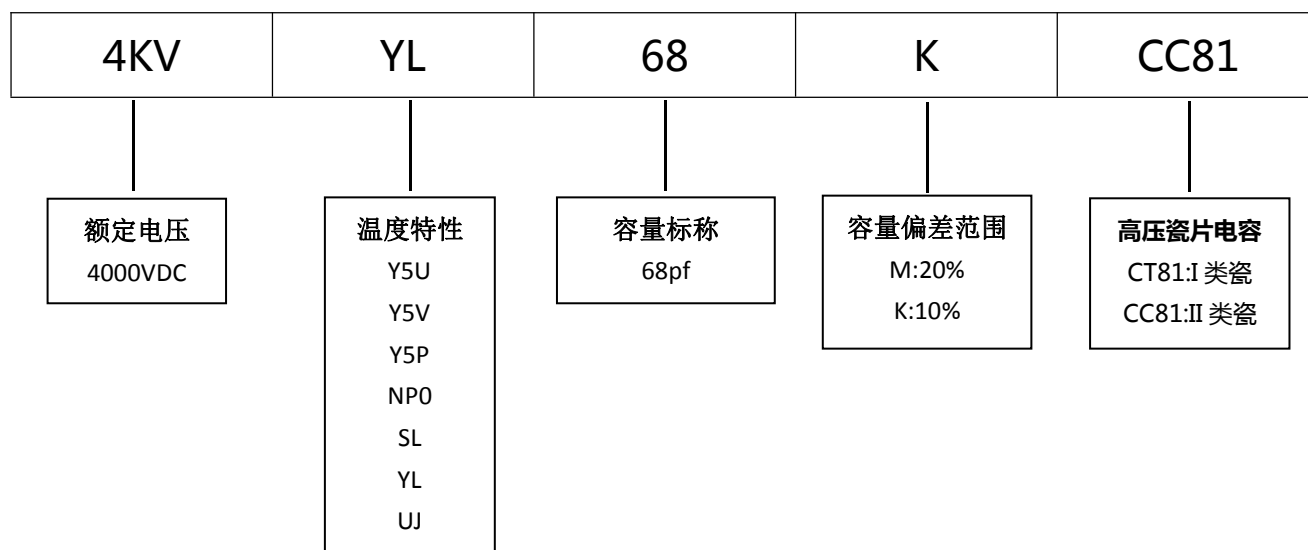 4KV YL 68 K CC81
额定电压
4000VDC
温度特性
Y5U
Y5V
Y5P
NP0
SL
YL
UJ
容量标称
68pf
容量偏差范围
M:20%
K:10%
高压瓷片电容
CT81:I 类瓷
CC81:II 类瓷